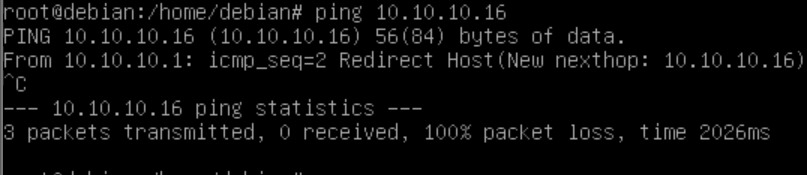 root@debian:/home/debian# ping 10.10.10.16
PING 10.10.10.16 (10.10.10.16) 56(84) bytes of data.
From 10.10.10.1: icmp_seq=2 Redirect Host(New nexthop: 10.10.10.16)
^C
--- 10.10.10.16 ping statistics ---
3 packets transmitted, 0 received, 100% packet loss, time 2026ms